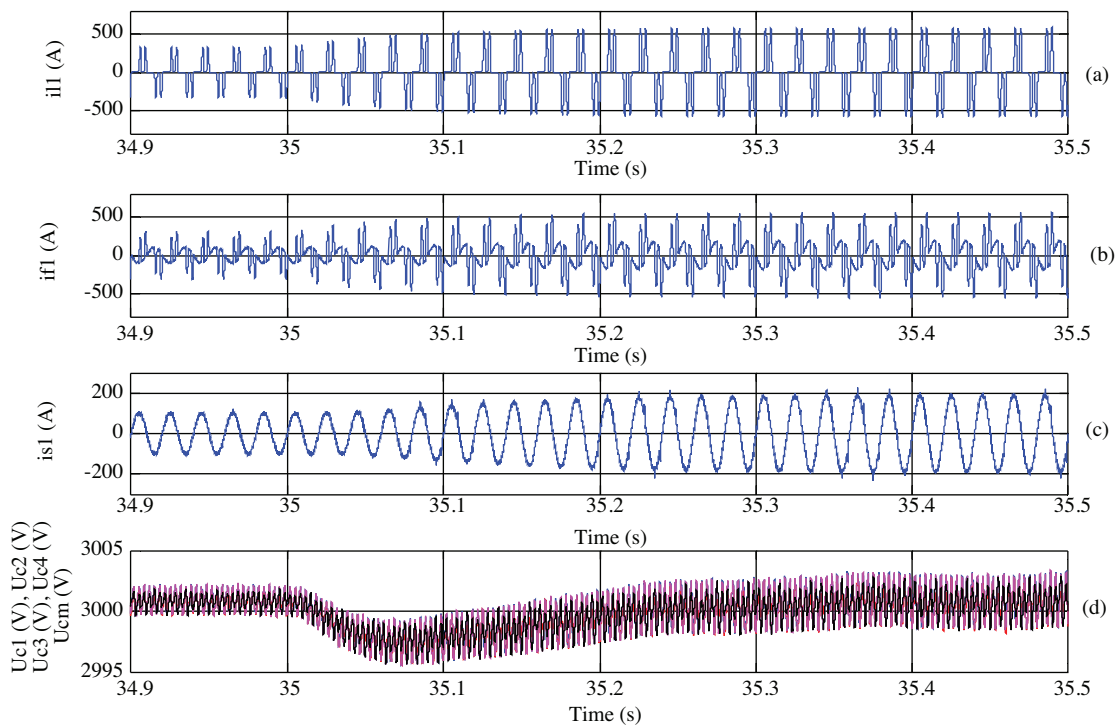 500
0
-500
il1 (A)
34.9 35 35.1 35.2 35.3 35.4 35.5
Time (s)
(a)
500
0
-500
if1 (A)
34.9 35 35.1 35.2 35.3 35.4 35.5
Time (s)
(b)
200
0
-200
is1 (A)
34.9 35 35.1 35.2 35.3 35.4 35.5
Time (s)
(c)
3005
3000
2995
Uc1 (V), Uc2 (V)
Uc3 (V), Uc4 (V)
Ucm (V)
34.9 35 35.1 35.2 35.3 35.4 35.5
Time (s)
(d)